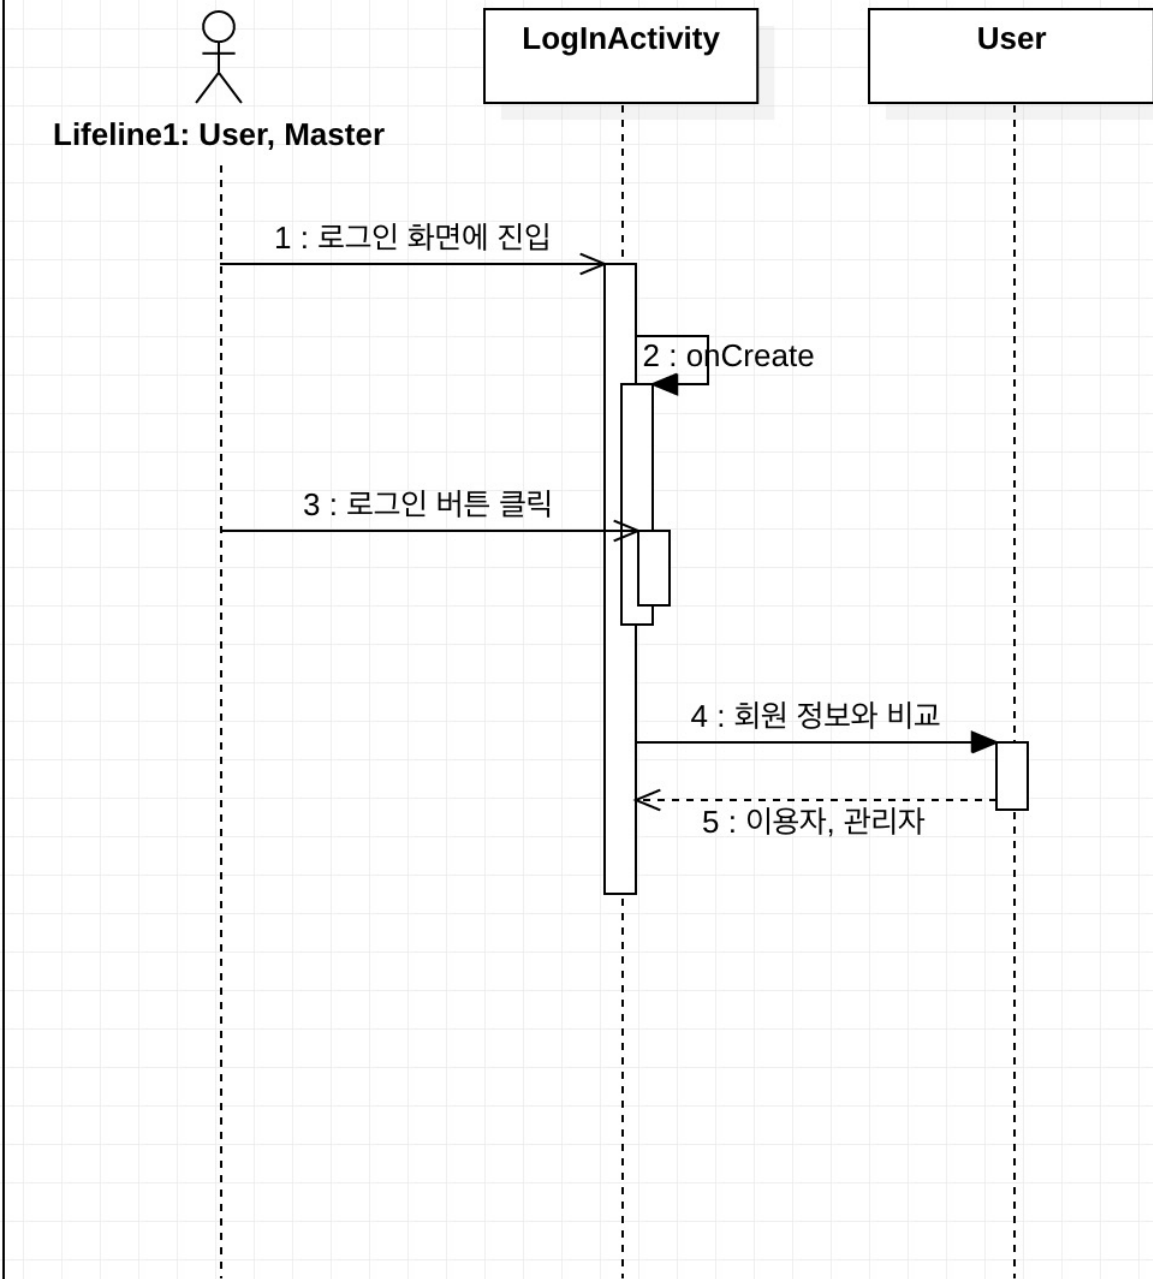 LogInActivity
User
Lifeline1: User, Master
1 : 로그인 화면에 진입
2 : onCreate
3 : 로그인 버튼 클릭
4 : 회원 정보와 비교
5 : 이용자, 관리자